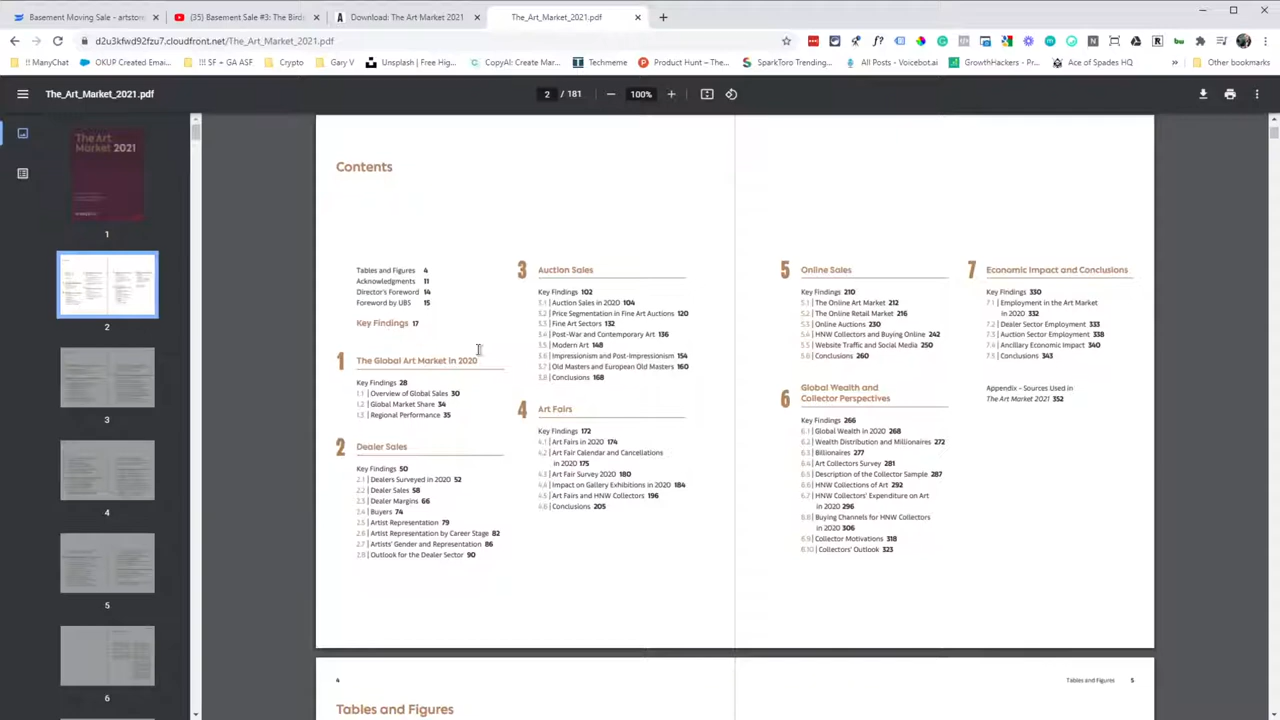 Basement Moving Sale - artstore
(35) Basement Sale #3: The Birds
Download: The Art Market 2021
The_Art_Market_2021.pdf
d2u3kfwd92fzu7.cloudfront.net/The_Art_Market_2021.pdf
!! ManyChat
OKUP Created Emai...
!!! SF + GA ASF
Crypto
Gary V
Unsplash | Free Hig...
CopyAI: Create Mar...
Techmeme
Product Hunt – The...
SparkToro Trending...
All Posts - Voicebot.ai
GrowthHackers - Pr...
Ace of Spades HQ
»
Other bookmarks
The_Art_Market_2021.pdf
2 / 181
100%
The Art
Market 2021
1
2
4
5
6
Contents
Tables and Figures 4
Acknowledgments 11
Director's Foreword 14
Foreword by UBS 15
Key Findings 17
1 The Global Art Market in 2020
Key Findings 28
1.1 | Overview of Global Sales 30
1.2 | Global Market Share 34
1.3 | Regional Performance 35
2 Dealer Sales
Key Findings 50
2.1 | Dealers Surveyed in 2020 52
2.2 | Dealer Sales 58
2.3 | Dealer Margins 66
2.4 | Buyers 74
2.5 | Artist Representation 79
2.6 | Artist Representation by Career Stage 82
2.7 | Artists' Gender and Representation 86
2.8 | Outlook for the Dealer Sector 90
3 Auction Sales
Key Findings 102
3.1 | Auction Sales in 2020 104
3.2 | Price Segmentation in Fine Art Auctions 120
3.3 | Fine Art Sectors 132
3.4 | Post-War and Contemporary Art 136
3.5 | Modern Art 148
3.6 | Impressionism and Post-Impressionism 154
3.7 | Old Masters and European Old Masters 160
3.8 | Conclusions 168
4 Art Fairs
Key Findings 172
4.1 | Art Fairs in 2020 174
4.2 | Art Fair Calendar and Cancellations
in 2020 175
4.3 | Art Fair Survey 2020 180
4.4 | Impact on Gallery Exhibitions in 2020 184
4.5 | Art Fairs and HNW Collectors 196
4.6 | Conclusions 205
5 Online Sales
Key Findings 210
5.1 | The Online Art Market 212
5.2 | The Online Retail Market 216
5.3 | Online Auctions 230
5.4 | HNW Collectors and Buying Online 242
5.5 | Website Traffic and Social Media 250
5.6 | Conclusions 260
6 Global Wealth and
Collector Perspectives
Key Findings 266
6.1 | Global Wealth in 2020 268
6.2 | Wealth Distribution and Millionaires 272
6.3 | Billionaires 277
6.4 | Art Collectors Survey 281
6.5 | Description of the Collector Sample 287
6.6 | HNW Collections of Art 292
6.7 | HNW Collectors' Expenditure on Art
in 2020 296
6.8 | Buying Channels for HNW Collectors
in 2020 306
6.9 | Collector Motivations 318
6.10 | Collectors' Outlook 323
7 Economic Impact and Conclusions
Key Findings 330
7.1 | Employment in the Art Market
in 2020 332
7.2 | Dealer Sector Employment 333
7.3 | Auction Sector Employment 338
7.4 | Ancillary Economic Impact 340
7.5 | Conclusions 343
Appendix - Sources Used in
The Art Market 2021 352
4
Tables and Figures 5
Tables and Figures